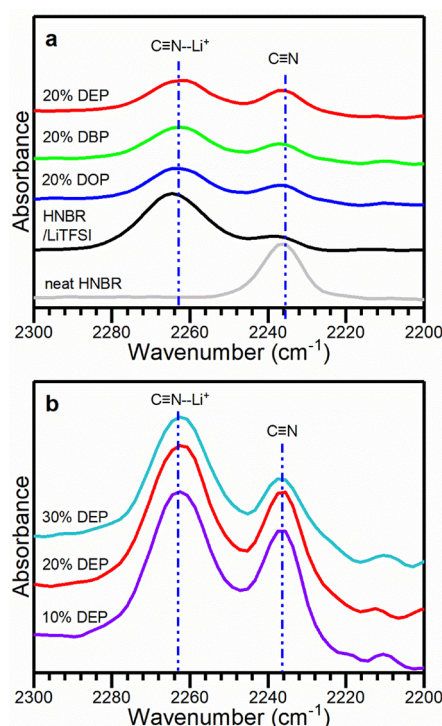 a
C≡N--Li⁺
C≡N
20% DEP
20% DBP
20% DOP
HNBR
/LiTFSI
neat HNBR
Absorbance
2300 2280 2260 2240 2220 2200
Wavenumber (cm⁻¹)
b
C≡N--Li⁺
C≡N
30% DEP
20% DEP
10% DEP
Absorbance
2300 2280 2260 2240 2220 2200
Wavenumber (cm⁻¹)